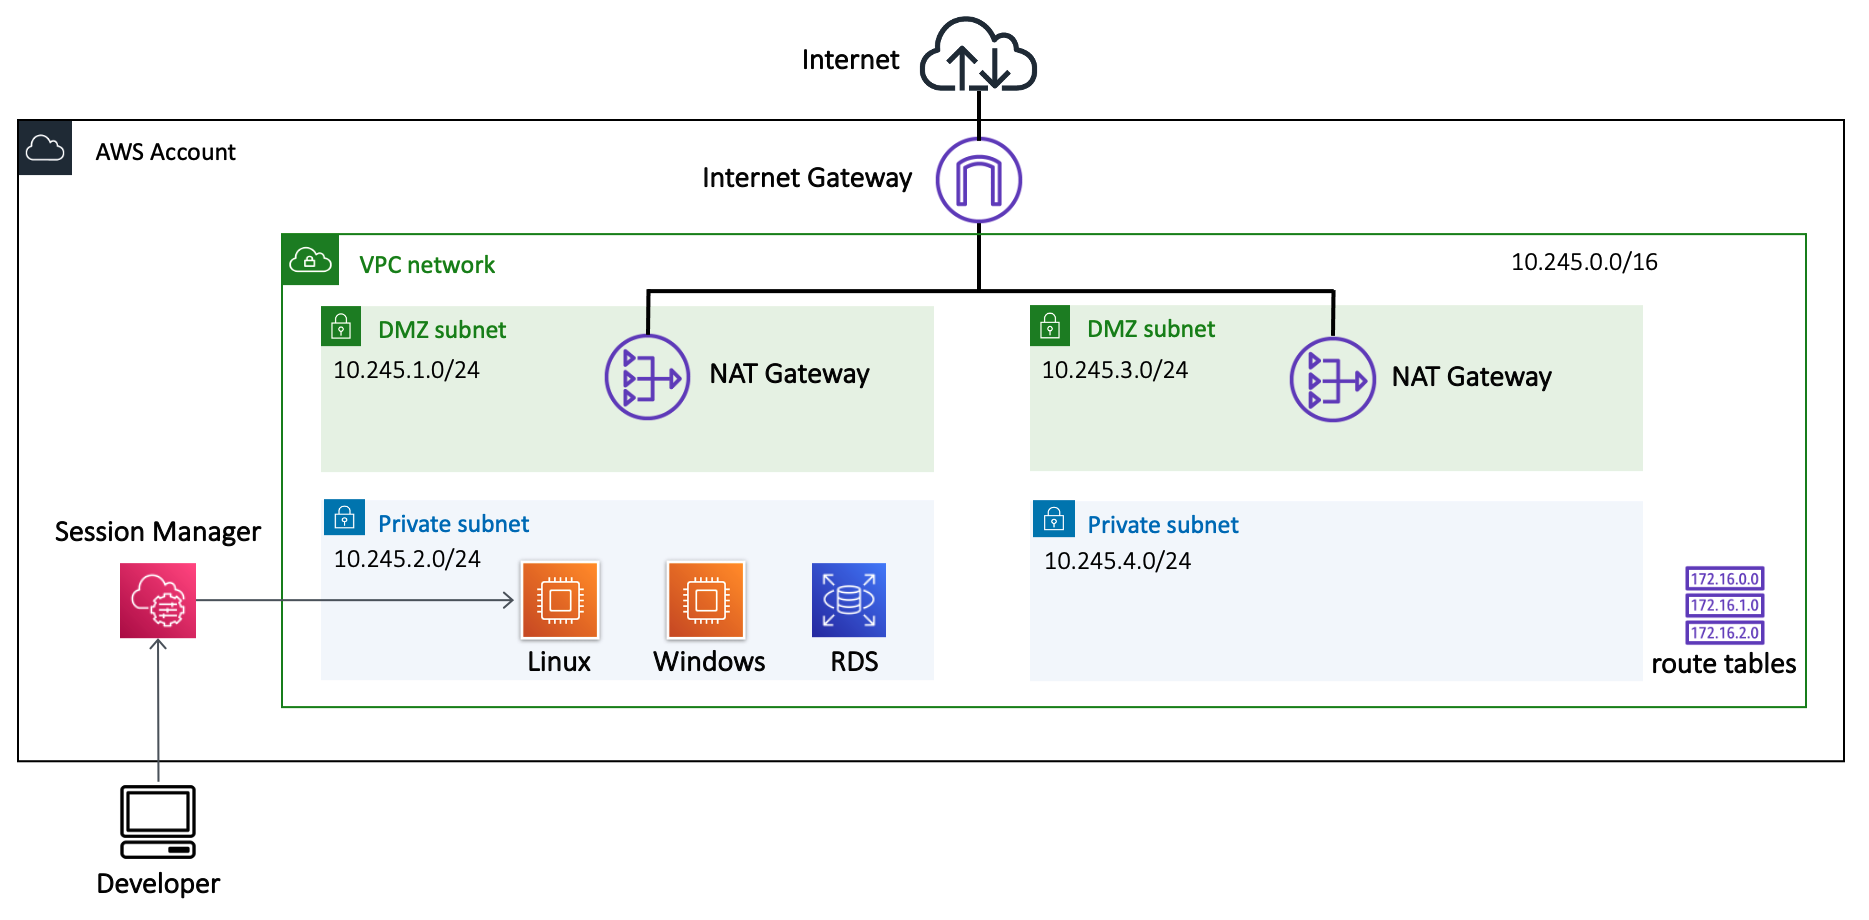 Internet
AWS Account
Internet Gateway
VPC network
10.245.0.0/16
DMZ subnet
10.245.1.0/24
NAT Gateway
DMZ subnet
10.245.3.0/24
NAT Gateway
Session Manager
Private subnet
10.245.2.0/24
Linux
Windows
RDS
Private subnet
10.245.4.0/24
172.16.0.0
172.16.1.0
172.16.2.0
route tables
Developer